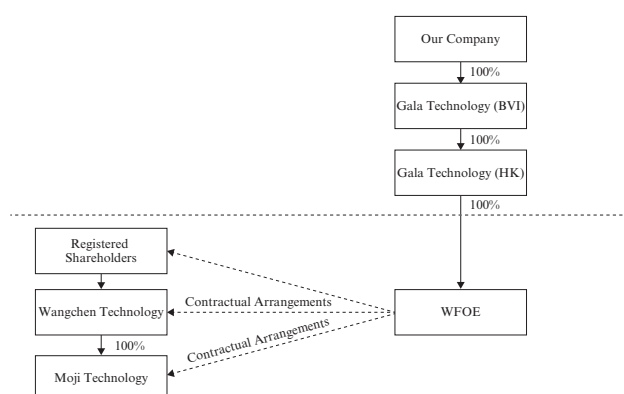 Our Company
100%
Gala Technology (BVI)
100%
Gala Technology (HK)
100%
Registered
Shareholders
Wangchen Technology
Contractual Arrangements
WFOE
100%
Contractual Arrangements
Moji Technology